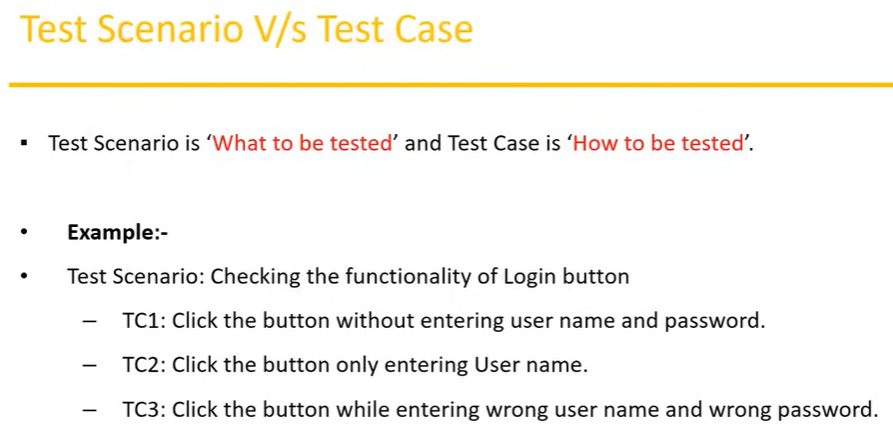 Test Scenario V/s Test Case
▪ Test Scenario is ‘What to be tested’ and Test Case is ‘How to be tested’.
• Example:-
• Test Scenario: Checking the functionality of Login button
– TC1: Click the button without entering user name and password.
– TC2: Click the button only entering User name.
– TC3: Click the button while entering wrong user name and wrong password.